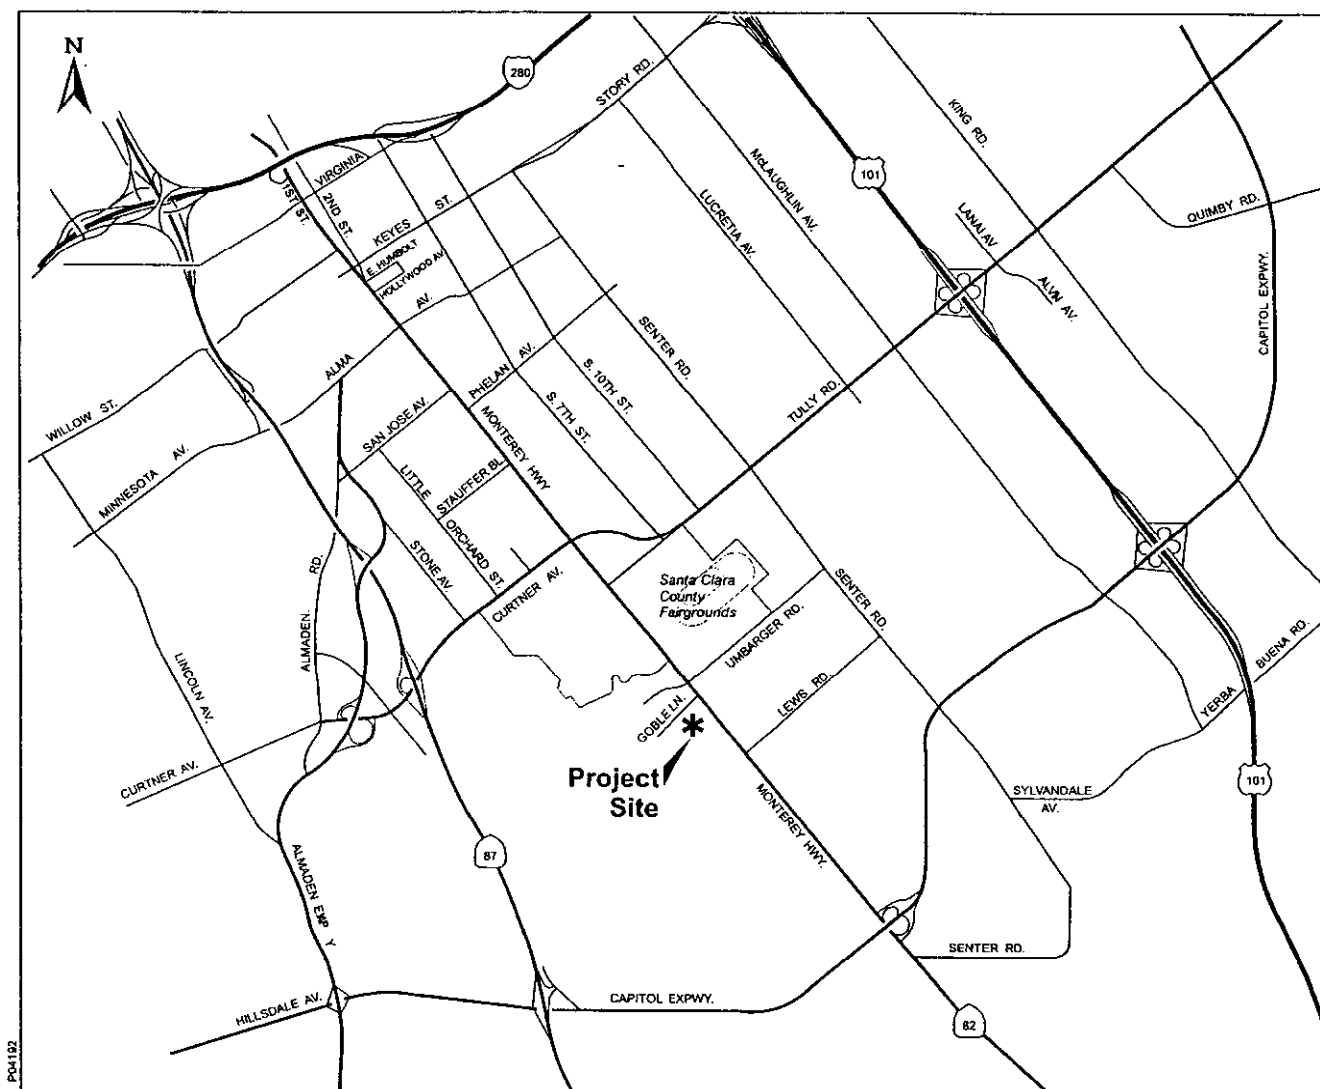 N
280
STORY RD.
KING RD.
VIRGINIA
1ST ST.
2ND ST.
KEYES ST.
McLAUGHLIN AV.
101
LUCRETIA AV.
LANAI AV
QUIMBY RD.
E. HUMBOLT
HOLLYWOOD AV
ALVIN AV.
CAPITOL EXPWY.
ALMA AV.
SENTER RD.
PHELAN AV.
S. 10TH ST.
S. 7TH ST.
TULLY RD.
WILLOW ST.
SAN JOSE AV.
MONTEREY HWY
MINNESOTA AV.
LITTLE ORCHARD ST.
STAUFFER BL.
STONE AV.
CURTNER AV.
Santa Clara
County
Fairgrounds
SENTER RD.
UMBARGER RD.
ALMADEN RD.
LINCOLN AV.
LEWS RD.
YERBA BUENA RD.
GOBLE LN.
*
Project
Site
CURTNER AV.
SYLVANDALE
AV.
101
MONTEREY HWY.
87
ALMADEN EXP Y
SENTER RD.
HILLSDALE AV.
CAPITOL EXPWY.
82
P04192